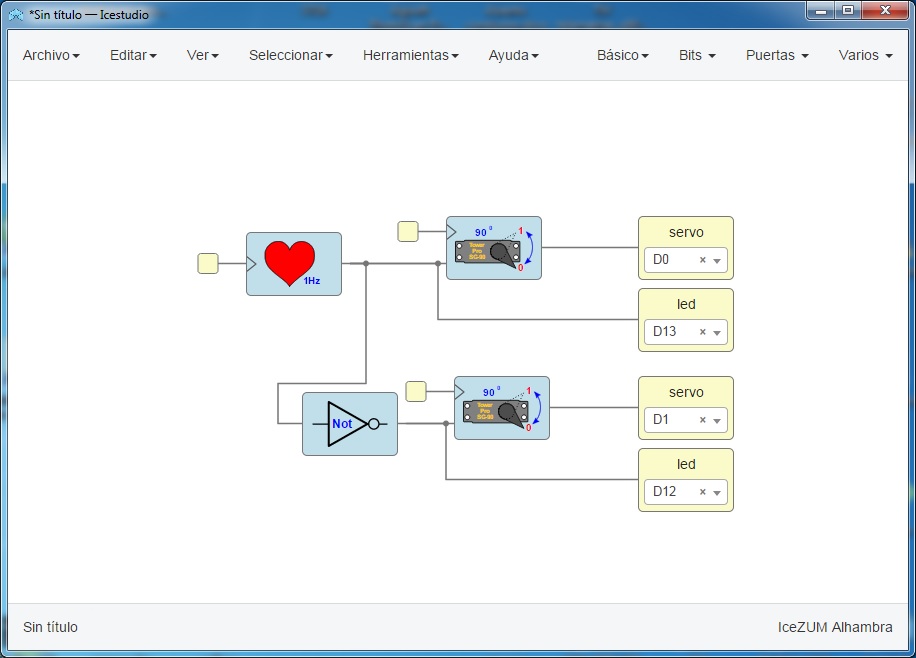 *Sin título — Icestudio
Archivo Editar Ver Seleccionar Herramientas Ayuda Básico Bits Puertas Varios
1Hz
90° 1
Tower
Pro
SG-90
0
servo
D0 ×
led
D13 ×
Not
90° 1
Tower
Pro
SG-90
0
servo
D1 ×
led
D12 ×
Sin título IceZUM Alhambra